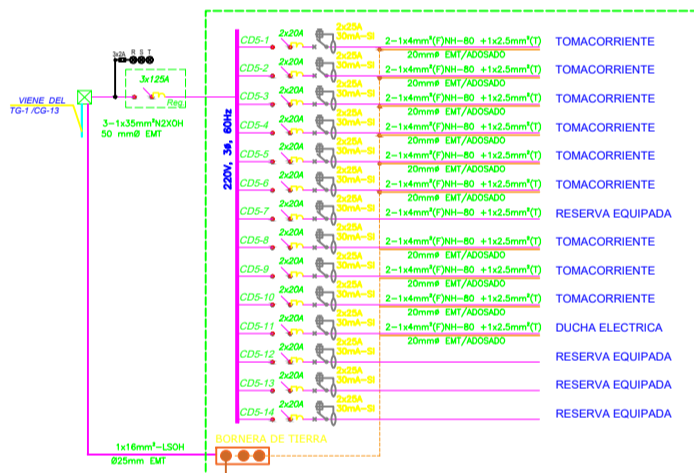 3x2A R S T
3x125A
Reg.
VIENE DEL
TG-1 /CG-13
3-1x35mm²N2XOH
50 mmØ EMT
220V, 3ø, 60Hz
CD5-1 2x20A 2x25A 30mA-SI 2-1x4mm²(F)NH-80 +1x2.5mm²(T) TOMACORRIENTE
20mmø EMT/ADOSADO
CD5-2 2x20A 2x25A 30mA-SI 2-1x4mm²(F)NH-80 +1x2.5mm²(T) TOMACORRIENTE
20mmø EMT/ADOSADO
CD5-3 2x20A 2x25A 30mA-SI 2-1x4mm²(F)NH-80 +1x2.5mm²(T) TOMACORRIENTE
20mmø EMT/ADOSADO
CD5-4 2x20A 2x25A 30mA-SI 2-1x4mm²(F)NH-80 +1x2.5mm²(T) TOMACORRIENTE
20mmø EMT/ADOSADO
CD5-5 2x20A 2x25A 30mA-SI 2-1x4mm²(F)NH-80 +1x2.5mm²(T) TOMACORRIENTE
20mmø EMT/ADOSADO
CD5-6 2x20A 2x25A 30mA-SI 2-1x4mm²(F)NH-80 +1x2.5mm²(T) TOMACORRIENTE
20mmø EMT/ADOSADO
CD5-7 2x20A 2x25A 30mA-SI 2-1x4mm²(F)NH-80 +1x2.5mm²(T) RESERVA EQUIPADA
CD5-8 2x20A 2x25A 30mA-SI 2-1x4mm²(F)NH-80 +1x2.5mm²(T) TOMACORRIENTE
20mmø EMT/ADOSADO
CD5-9 2x20A 2x25A 30mA-SI 2-1x4mm²(F)NH-80 +1x2.5mm²(T) TOMACORRIENTE
20mmø EMT/ADOSADO
CD5-10 2x20A 2x25A 30mA-SI 2-1x4mm²(F)NH-80 +1x2.5mm²(T) TOMACORRIENTE
20mmø EMT/ADOSADO
CD5-11 2x20A 2x25A 30mA-SI 2-1x4mm²(F)NH-80 +1x2.5mm²(T) DUCHA ELECTRICA
20mmø EMT/ADOSADO
CD5-12 2x20A 2x25A 30mA-SI RESERVA EQUIPADA
CD5-13 2x20A 2x25A 30mA-SI RESERVA EQUIPADA
CD5-14 2x20A 2x25A 30mA-SI RESERVA EQUIPADA
BORNERA DE TIERRA
1x16mm²-LSOH
Ø25mm EMT